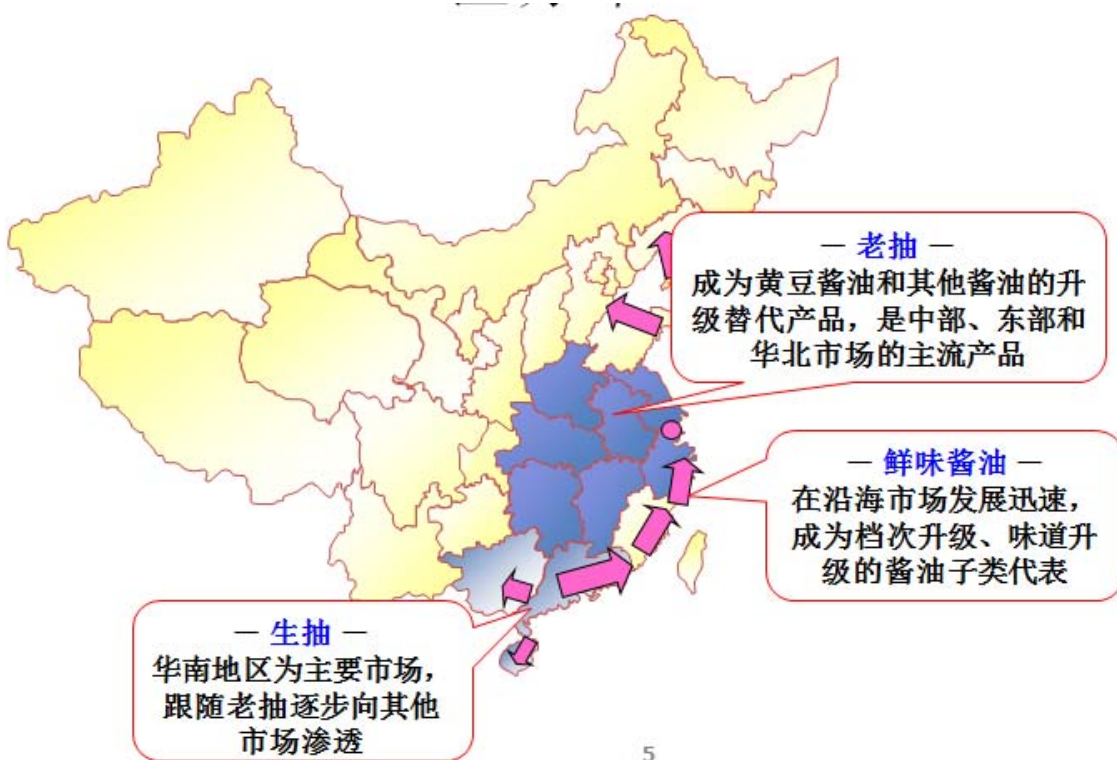 — 老抽 —
成为黄豆酱油和其他酱油的升
级替代产品，是中部、东部和
华北市场的主流产品
— 鲜味酱油 —
在沿海市场发展迅速，
成为档次升级、味道升
级的酱油子类代表
— 生抽 —
华南地区为主要市场，
跟随老抽逐步向其他
市场渗透
5